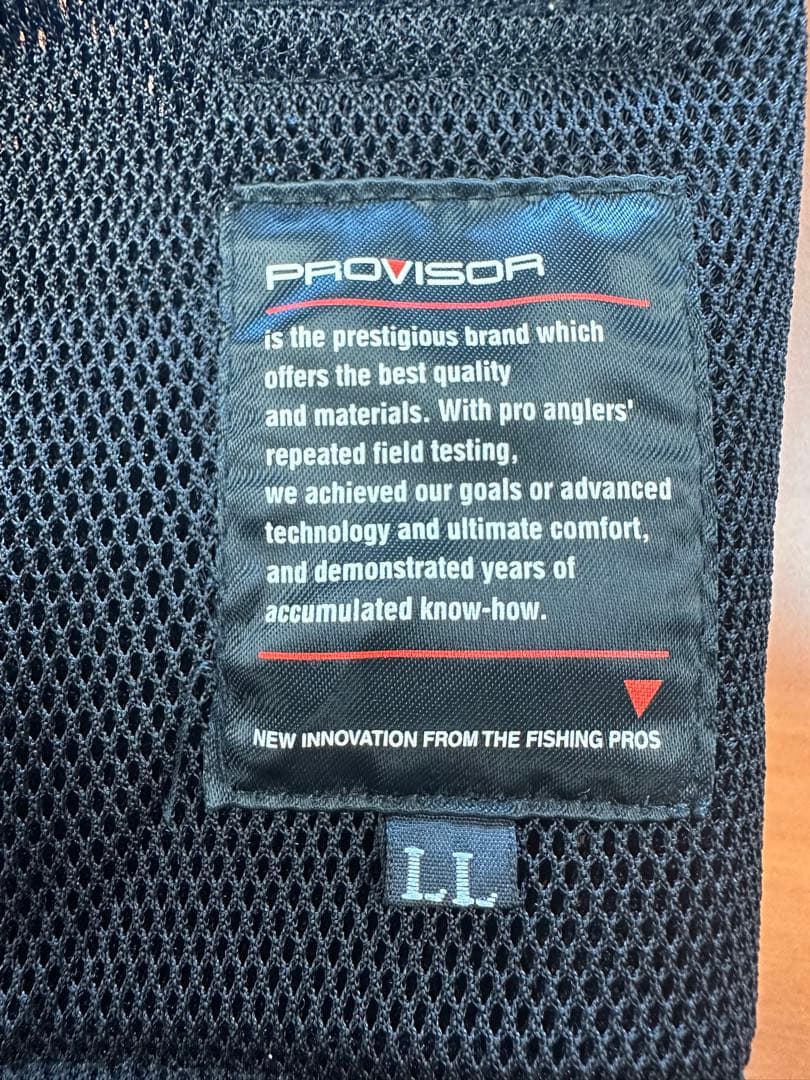 PROVISOR
is the prestigious brand which
offers the best quality
and materials. With pro anglers'
repeated field testing,
we achieved our goals or advanced
technology and ultimate comfort,
and demonstrated years of
accumulated know-how.
NEW INNOVATION FROM THE FISHING PROS
LL